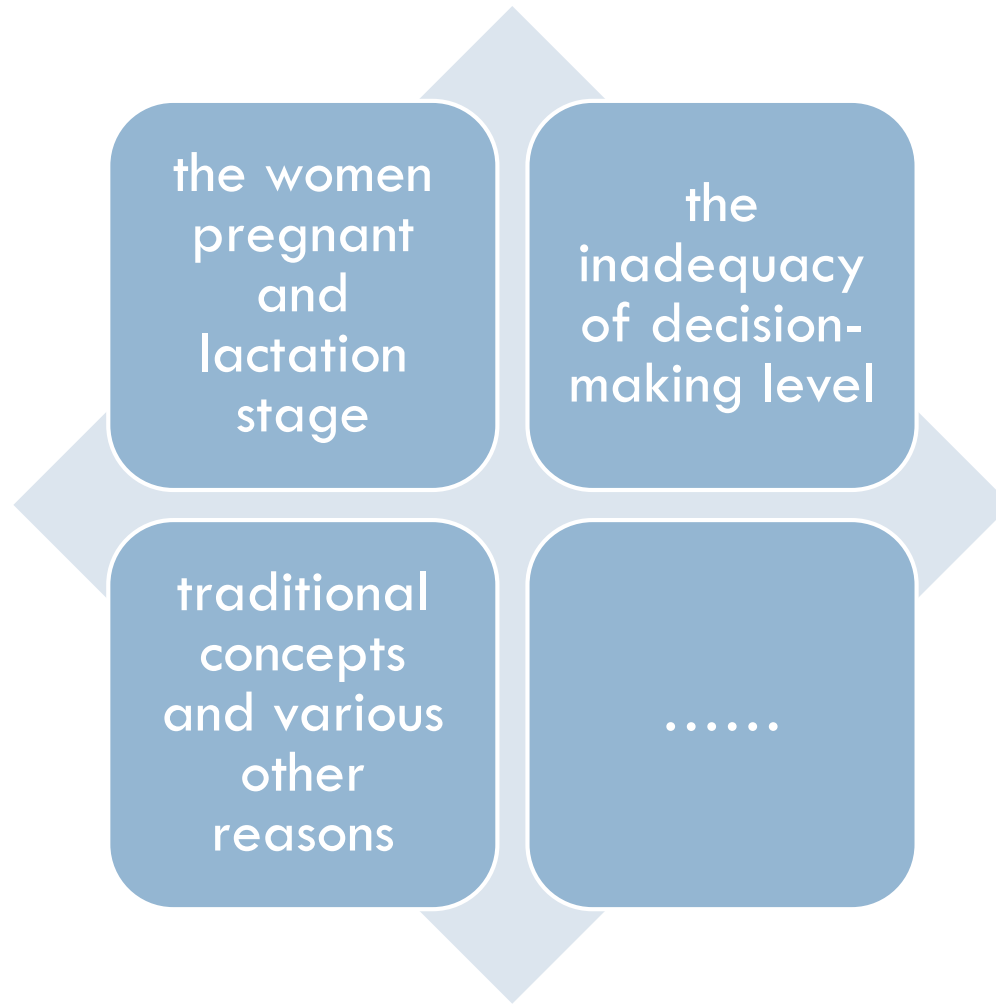 the women
pregnant
and
lactation
stage
the
inadequacy
of decision-
making level
traditional
concepts
and various
other
reasons
......